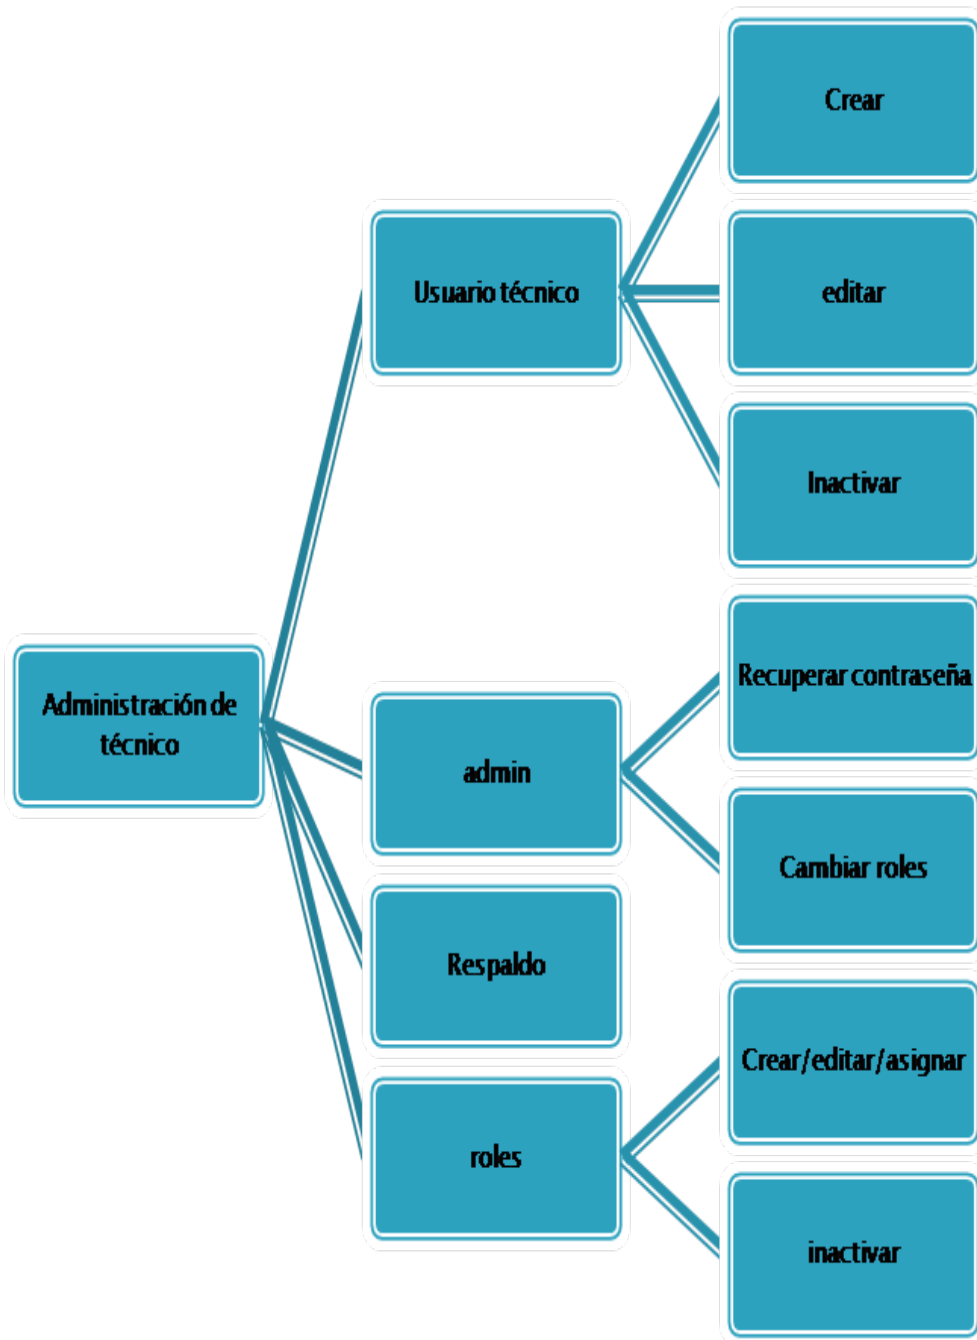 Crear
Usuario técnico
editar
Inactivar
Administración de
técnico
admin
Recuperar contraseña
Cambiar roles
Respaldo
roles
Crear/editar/asignar
inactivar